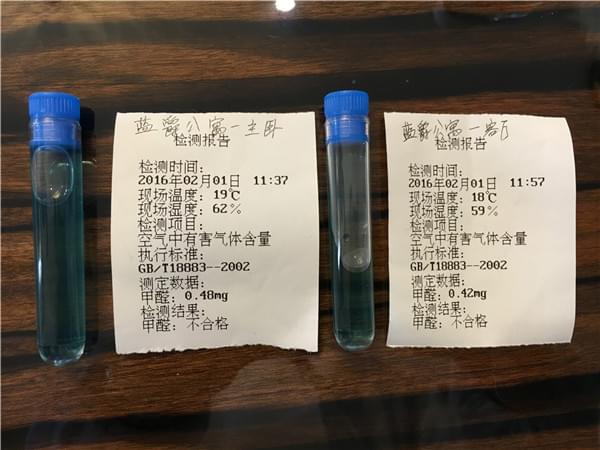 蓝爵公寓-主卧
检测报告
检测时间:
2016年02月01日 11:37
现场温度: 19℃
现场湿度: 62%
检测项目:
空气中有害气体含量
执行标准:
GB/T18883--2002
测定数据:
甲醛: 0.48mg
检测结果:
甲醛: 不合格
蓝爵公寓-客厅
检测报告
检测时间:
2016年02月01日 11:57
现场温度: 18℃
现场湿度: 59%
检测项目:
空气中有害气体含量
执行标准:
GB/T18883--2002
测定数据:
甲醛: 0.42mg
检测结果:
甲醛: 不合格